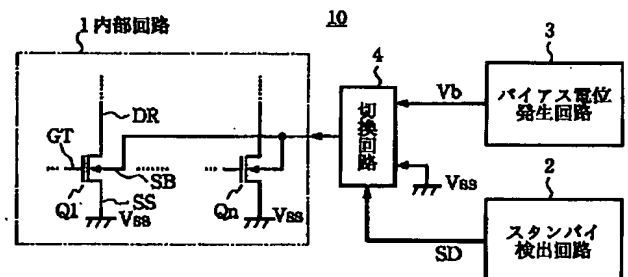 10
1 内部回路
DR
GT
SB
Q1
SS
Vss
Qn
Vss
4
切換回路
Vb
Vss
SD
3
バイアス電位
発生回路
2
スタンバイ
検出回路